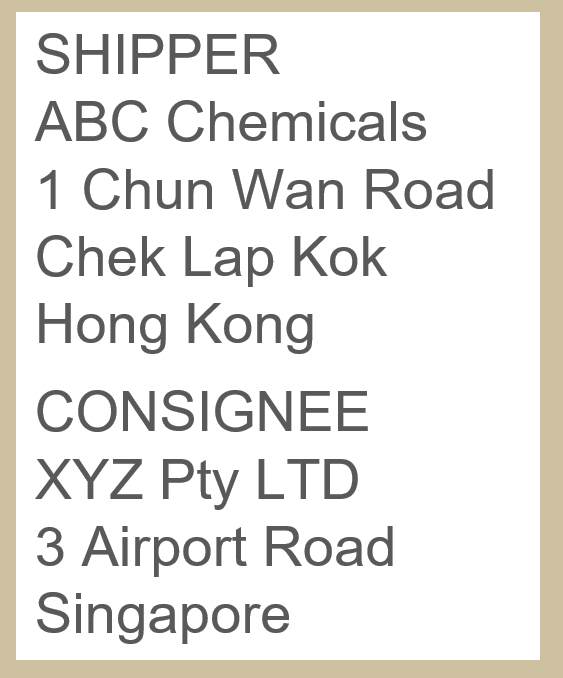 SHIPPER
ABC Chemicals
1 Chun Wan Road
Chek Lap Kok
Hong Kong
CONSIGNEE
XYZ Pty LTD
3 Airport Road
Singapore